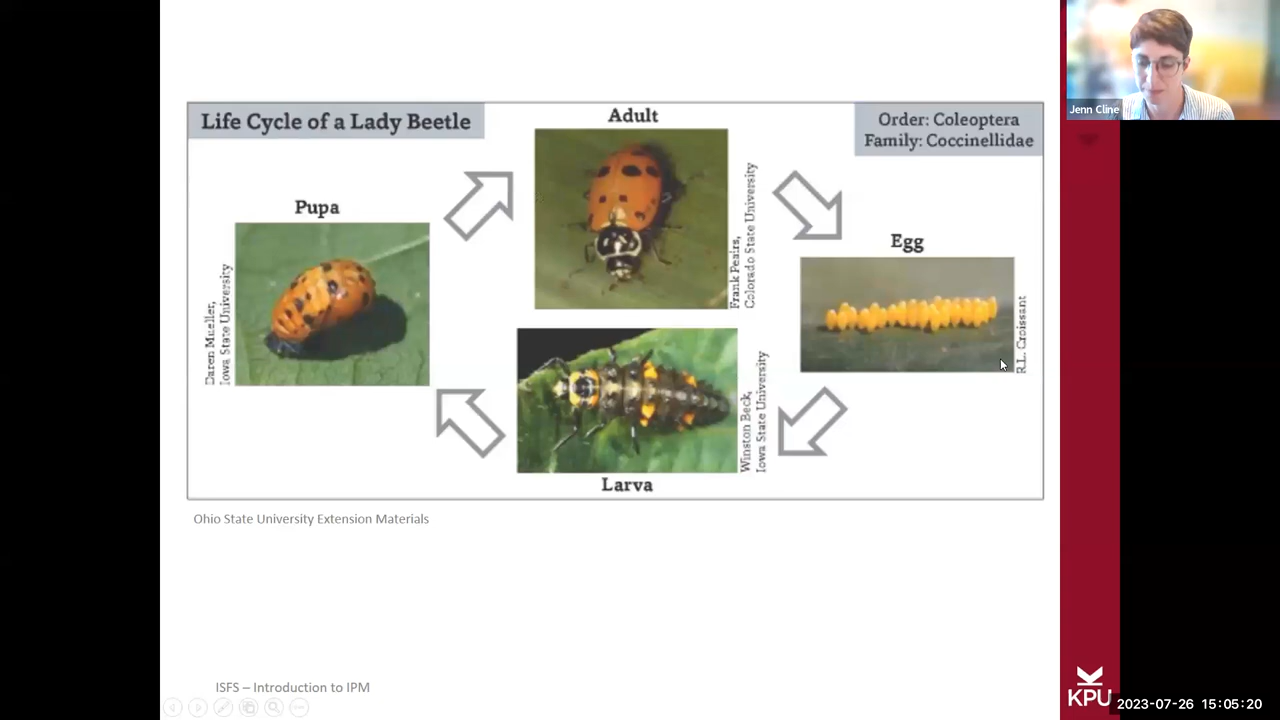 Jenn Cline
Life Cycle of a Lady Beetle
Adult
Order: Coleoptera
Family: Coccinellidae
Frank Peairs,
Colorado State University
Pupa
Egg
Daren Mueller,
Iowa State University
R.L. Croissant
Winston Beck,
Iowa State University
Larva
Ohio State University Extension Materials
ISFS – Introduction to IPM
KPU
2023-07-26 15:05:20